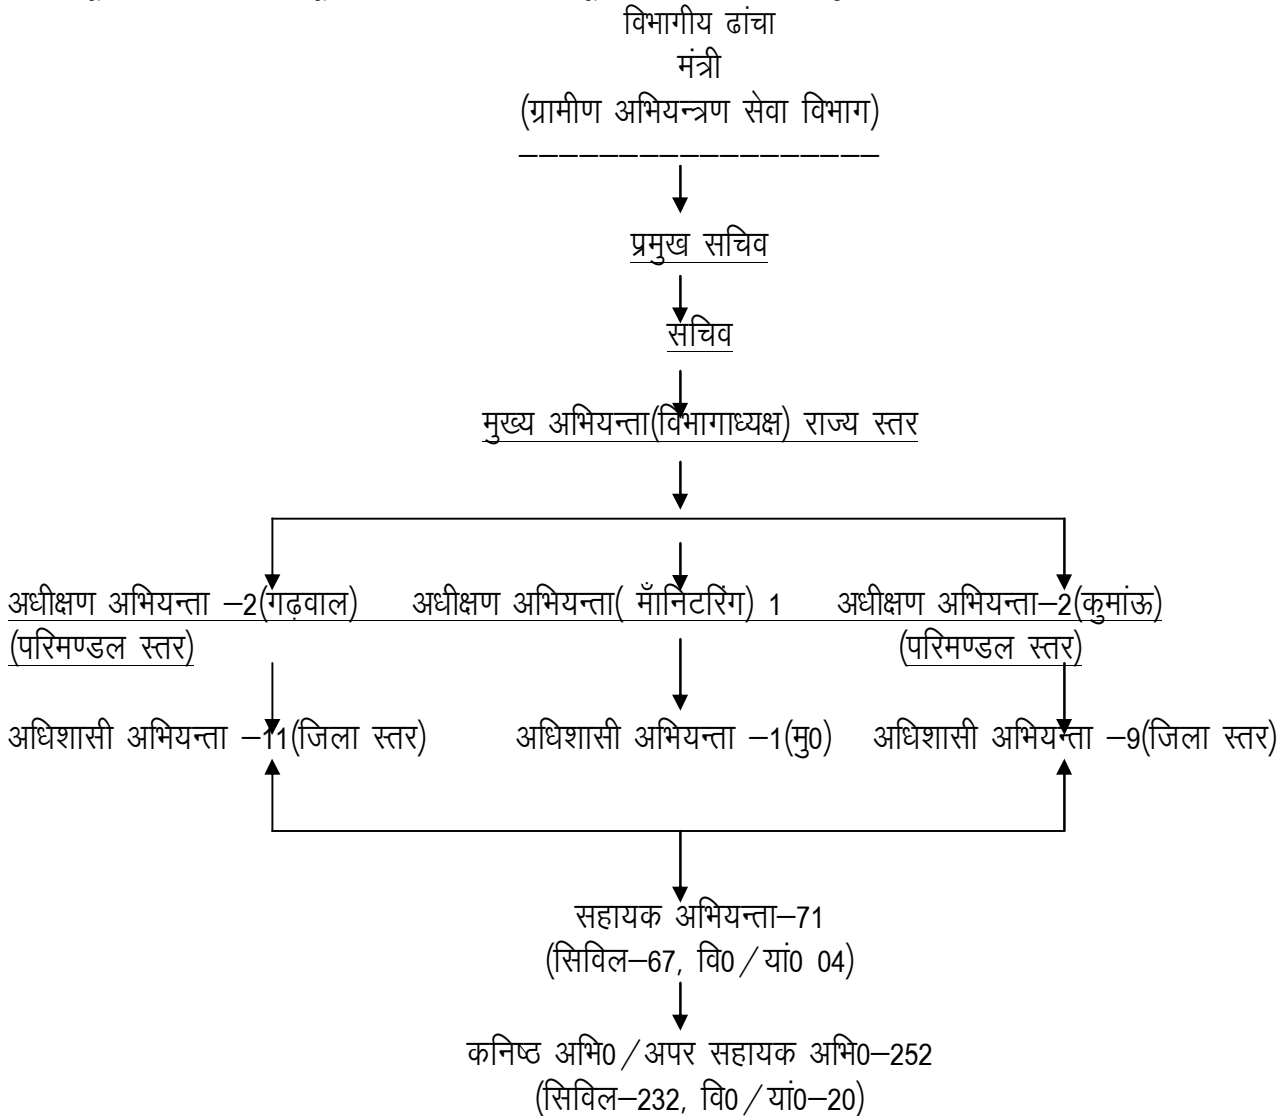 विभागीय ढांचा
मंत्री
(ग्रामीण अभियन्त्रण सेवा विभाग)
प्रमुख सचिव
सचिव
मुख्य अभियन्ता(विभागाध्यक्ष) राज्य स्तर
अधीक्षण अभियन्ता –2(गढ़वाल) अधीक्षण अभियन्ता( मॉंनिटरिंग) 1 अधीक्षण अभियन्ता–2(कुमांऊ)
(परिमण्डल स्तर) (परिमण्डल स्तर)
अधिशासी अभियन्ता –11(जिला स्तर) अधिशासी अभियन्ता –1(मु0) अधिशासी अभियन्ता –9(जिला स्तर)
सहायक अभियन्ता–71
(सिविल–67, वि0/यां0 04)
कनिष्ठ अभि0/अपर सहायक अभि0–252
(सिविल–232, वि0/यां0–20)